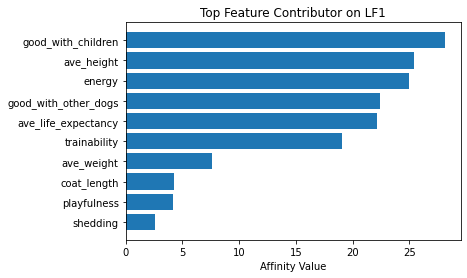 Top Feature Contributor on LF1
good_with_children
ave_height
energy
good_with_other_dogs
ave_life_expectancy
trainability
ave_weight
coat_length
playfulness
shedding
0 5 10 15 20 25
Affinity Value